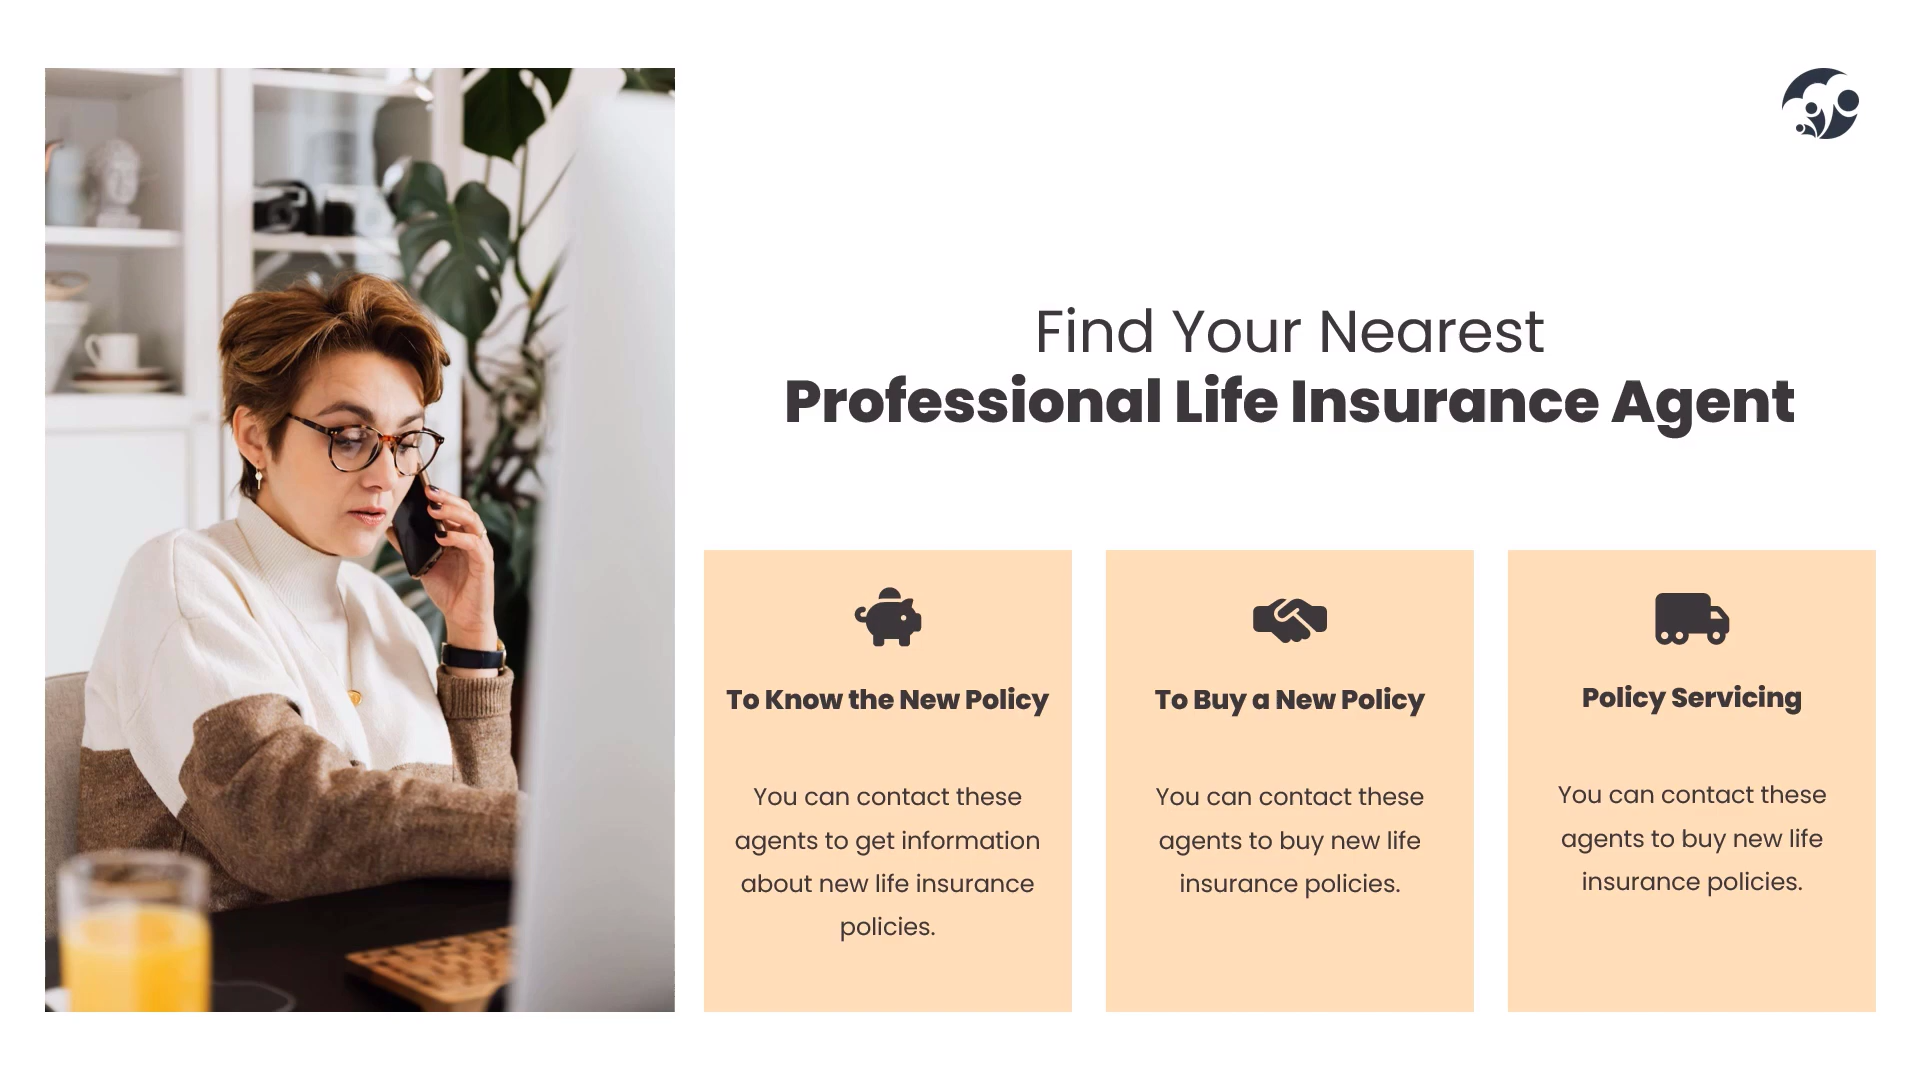 Find Your Nearest
Professional Life Insurance Agent
To Know the New Policy
You can contact these
agents to get information
about new life insurance
policies.
To Buy a New Policy
You can contact these
agents to buy new life
insurance policies.
Policy Servicing
You can contact these
agents to buy new life
insurance policies.